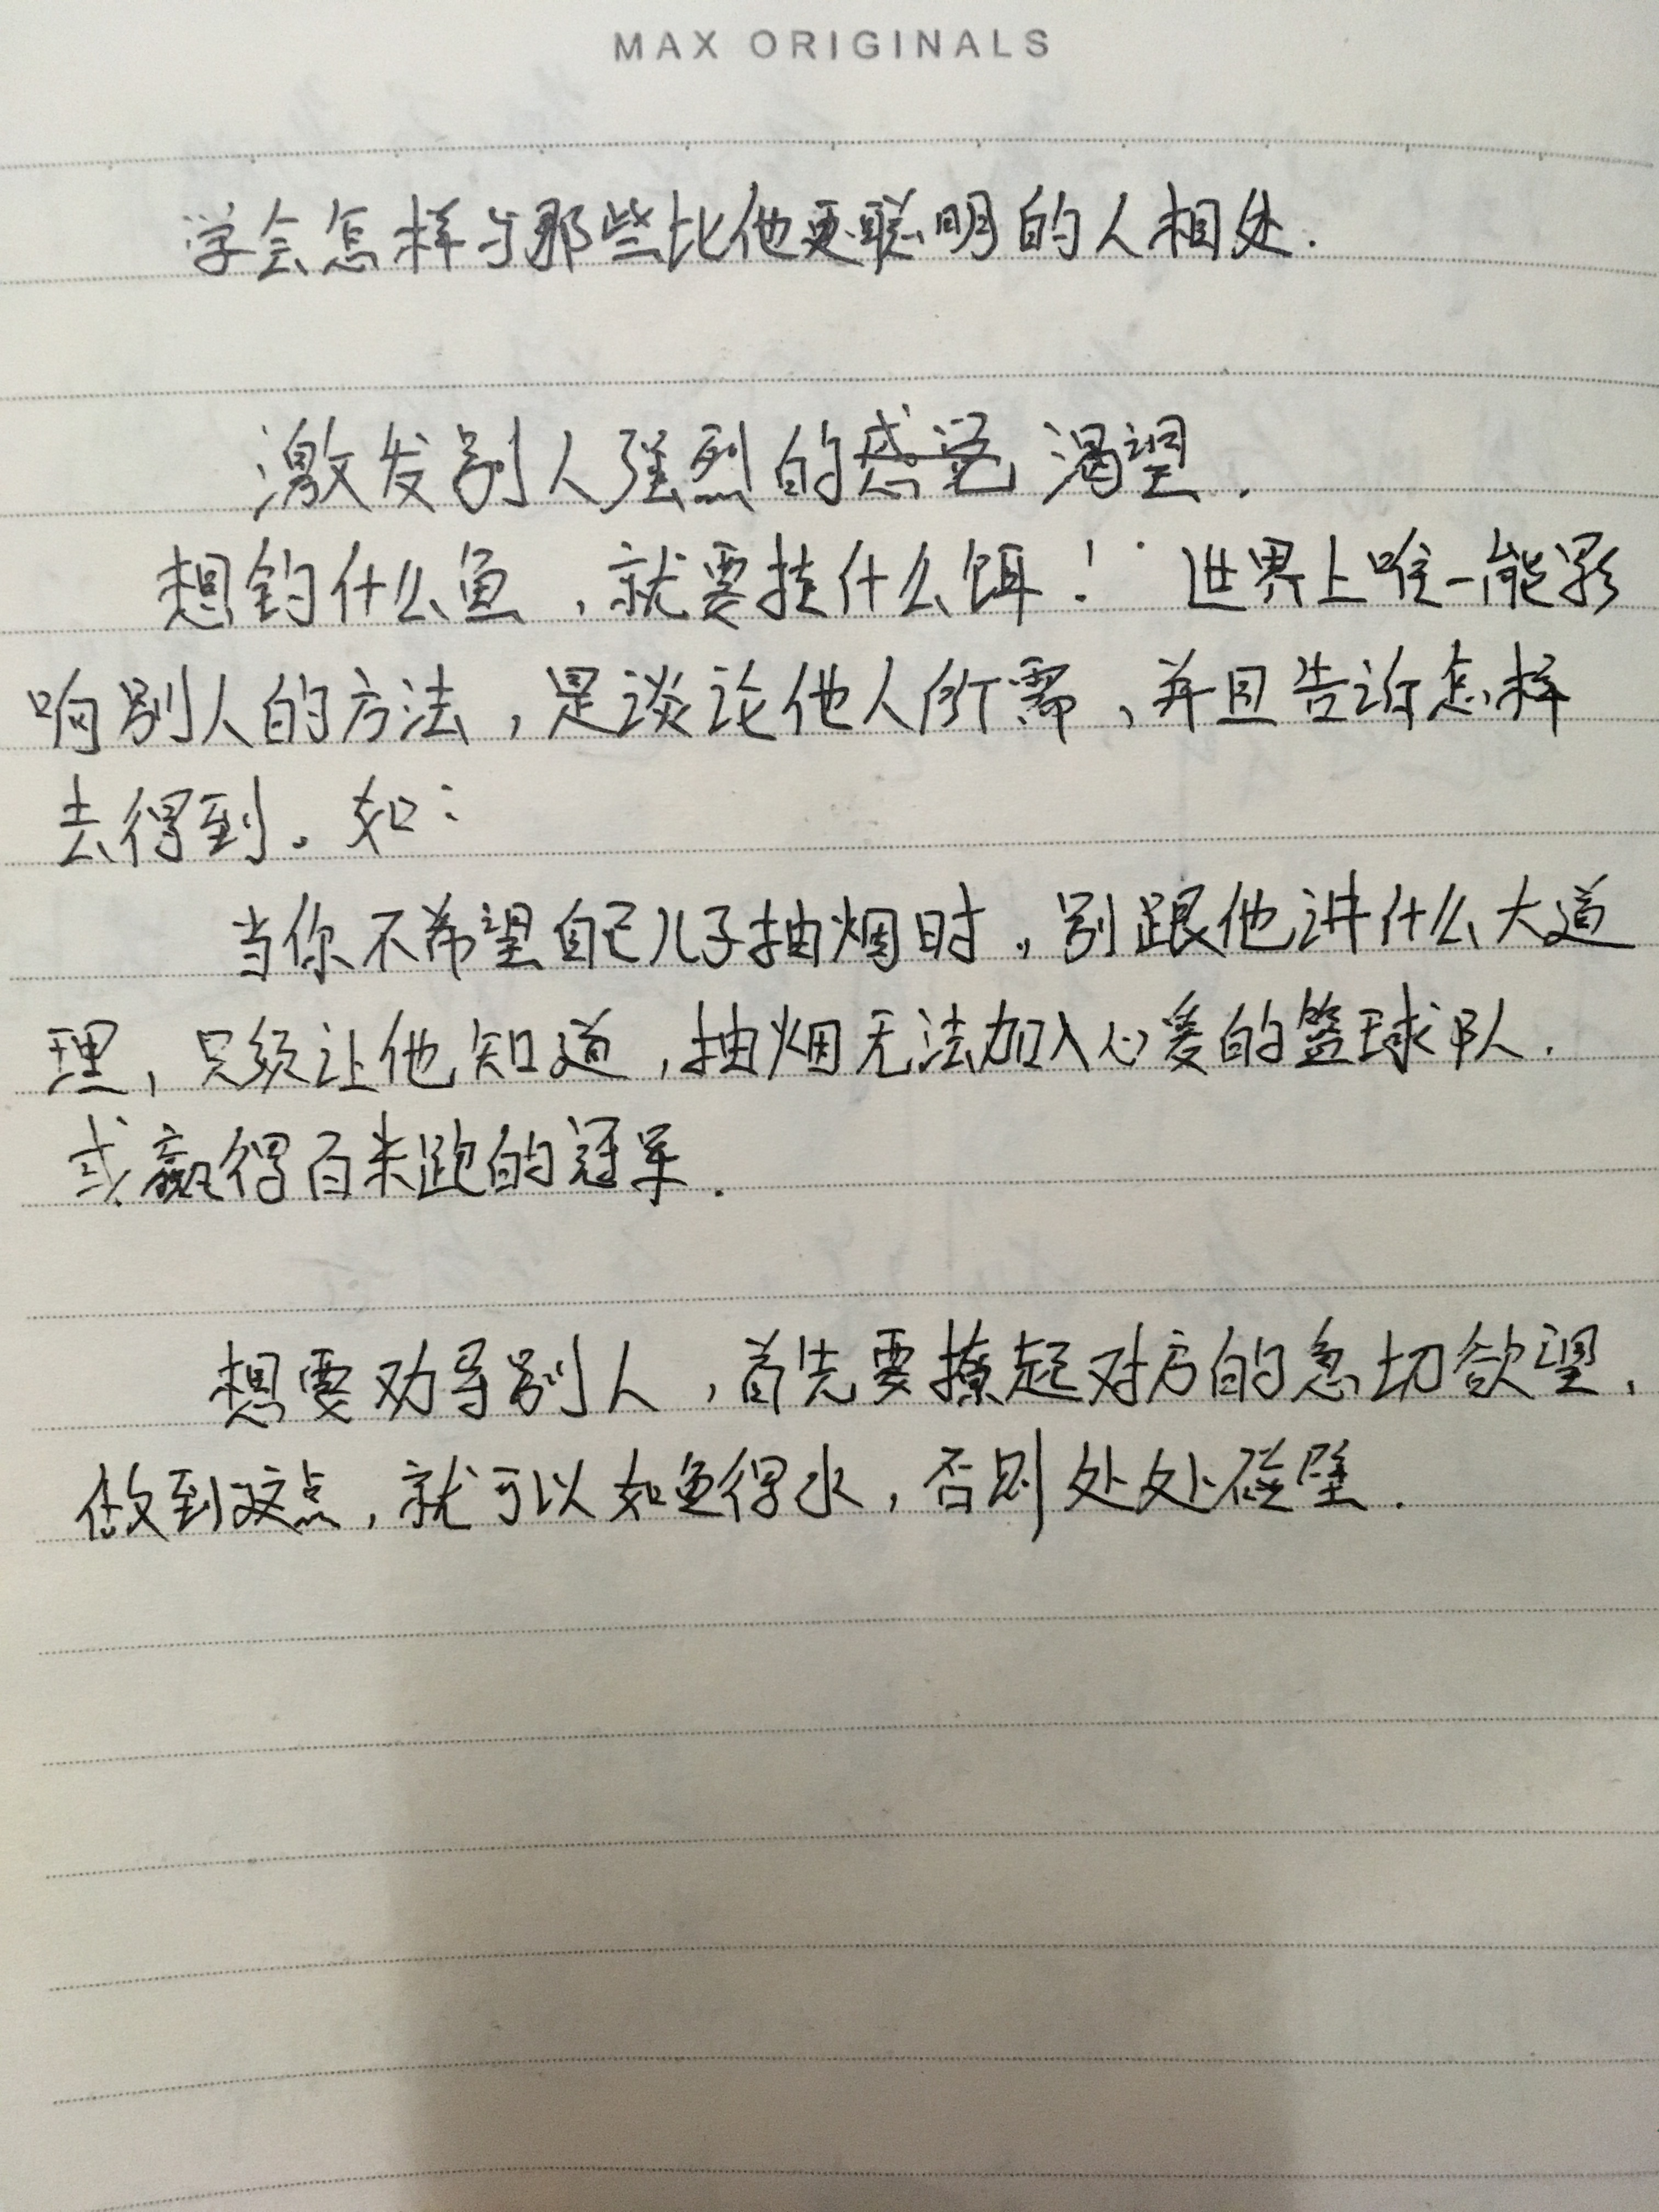 MAX ORIGINALS
学会怎样与那些比他更聪明的人相处.
激发别人强烈的感觉 渴望.
想钓什么鱼,就要挂什么饵! 世界上唯一能影
响别人的方法,是谈论他人所需,并且告诉怎样
去得到。如:
当你不希望自己儿子抽烟时,别跟他讲什么大道
理,只须让他知道,抽烟无法加入心爱的篮球队.
或赢得百米跑的冠军.
想要劝导别人,首先要撩起对方的急切欲望,
做到这点,就可以如鱼得水,否则处处碰壁.